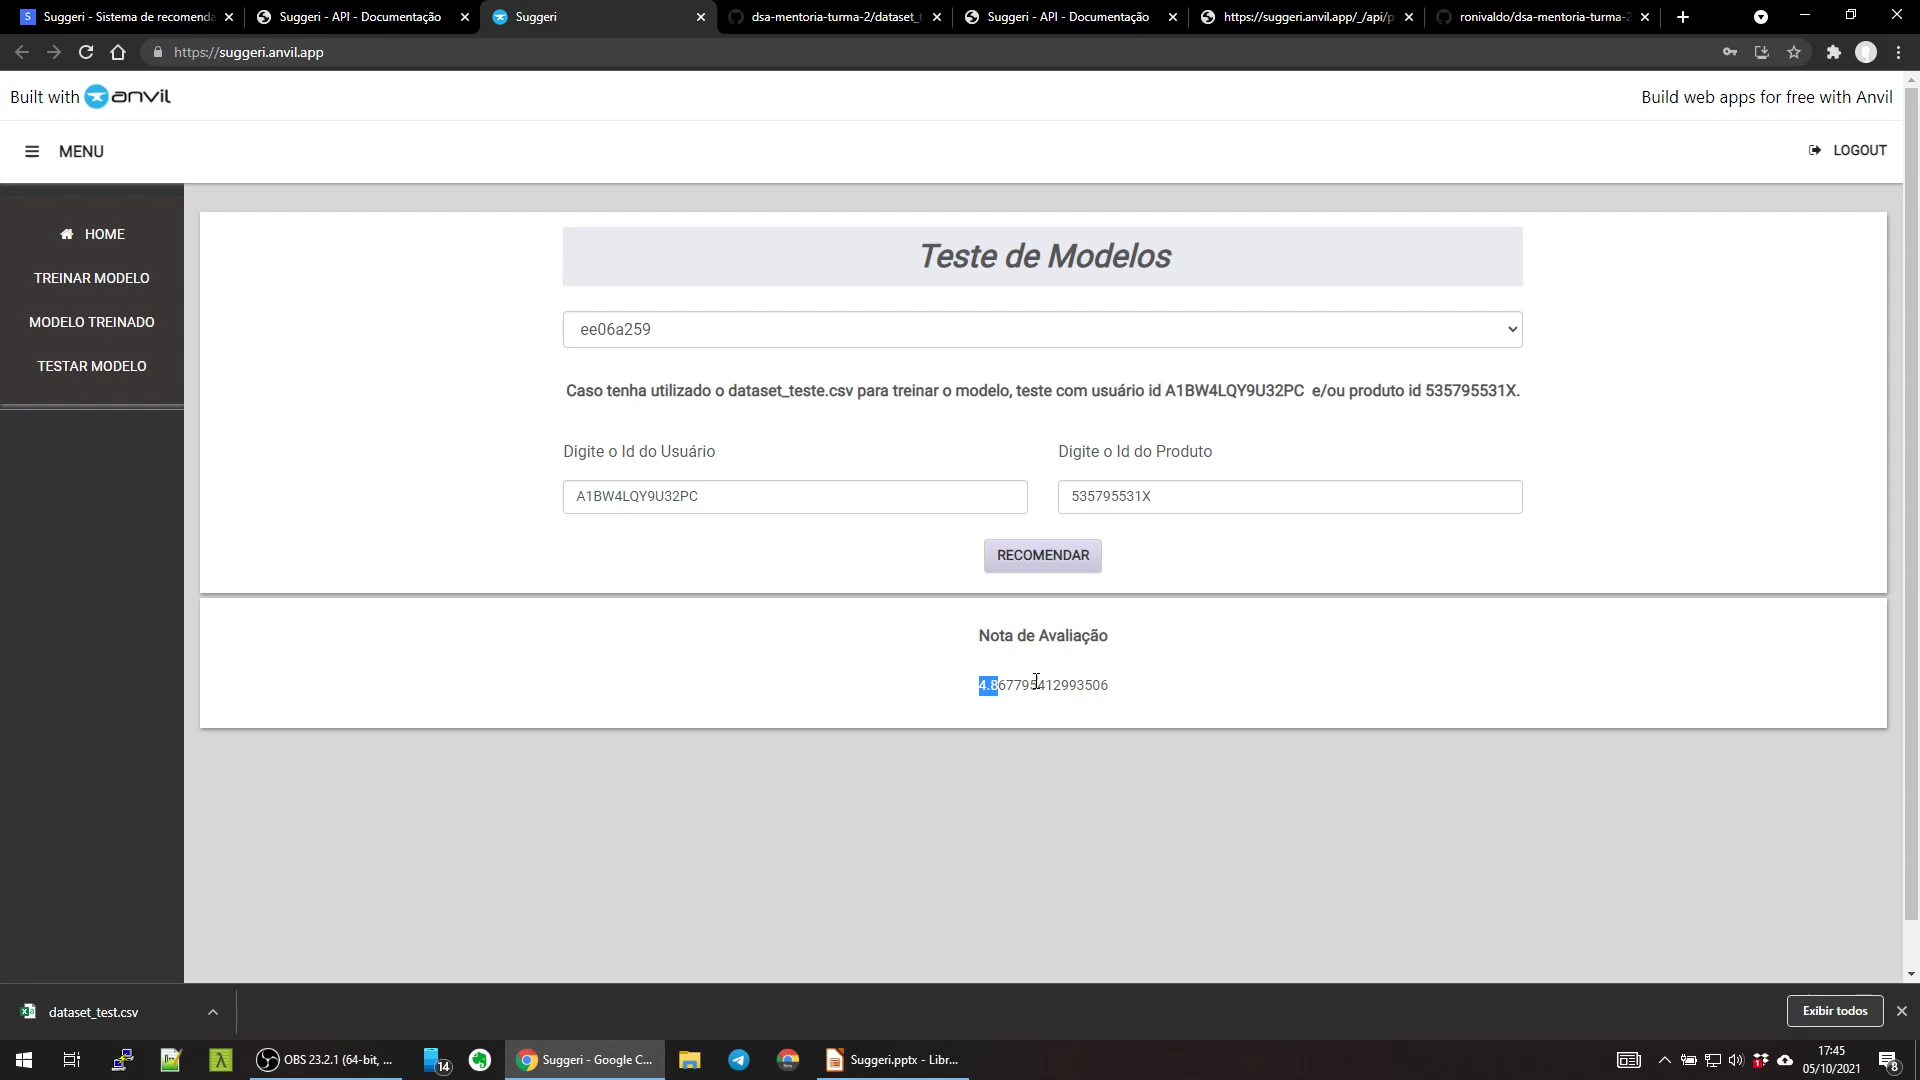 Suggeri - Sistema de recomenda
Suggeri - API - Documentação
Suggeri
dsa-mentoria-turma-2/dataset_t
Suggeri - API - Documentação
https://suggeri.anvil.app/_/api/p
ronivaldo/dsa-mentoria-turma-2
https://suggeri.anvil.app
Built with anvil
Build web apps for free with Anvil
MENU
LOGOUT
HOME
TREINAR MODELO
MODELO TREINADO
TESTAR MODELO
Teste de Modelos
ee06a259
Caso tenha utilizado o dataset_teste.csv para treinar o modelo, teste com usuário id A1BW4LQY9U32PC e/ou produto id 535795531X.
Digite o Id do Usuário
Digite o Id do Produto
A1BW4LQY9U32PC
535795531X
RECOMENDAR
Nota de Avaliação
4.867795412993506
dataset_test.csv
Exibir todos
OBS 23.2.1 (64-bit, ...
14
Suggeri - Google C...
Suggeri.pptx - Libr...
17:45
05/10/2021
8